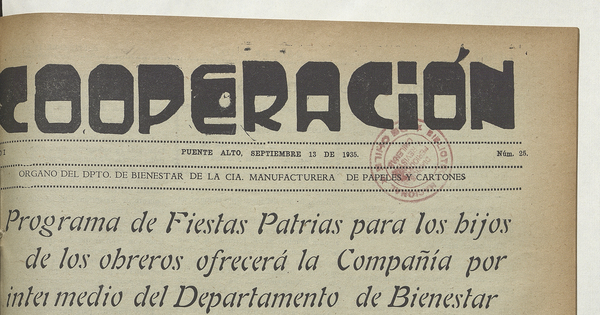 COOPERACIÓN
PUENTE ALTO, SEPTIEMBRE 13 DE 1935. Núm. 26.
ORGANO DEL DPTO. DE BIENESTAR DE LA CIA. MANUFACTURERA DE PAPELES Y CARTONES
Programa de Fiestas Patrias para los hijos
de los obreros ofrecerá la Compañía por
intermedio del Departamento de Bienestar